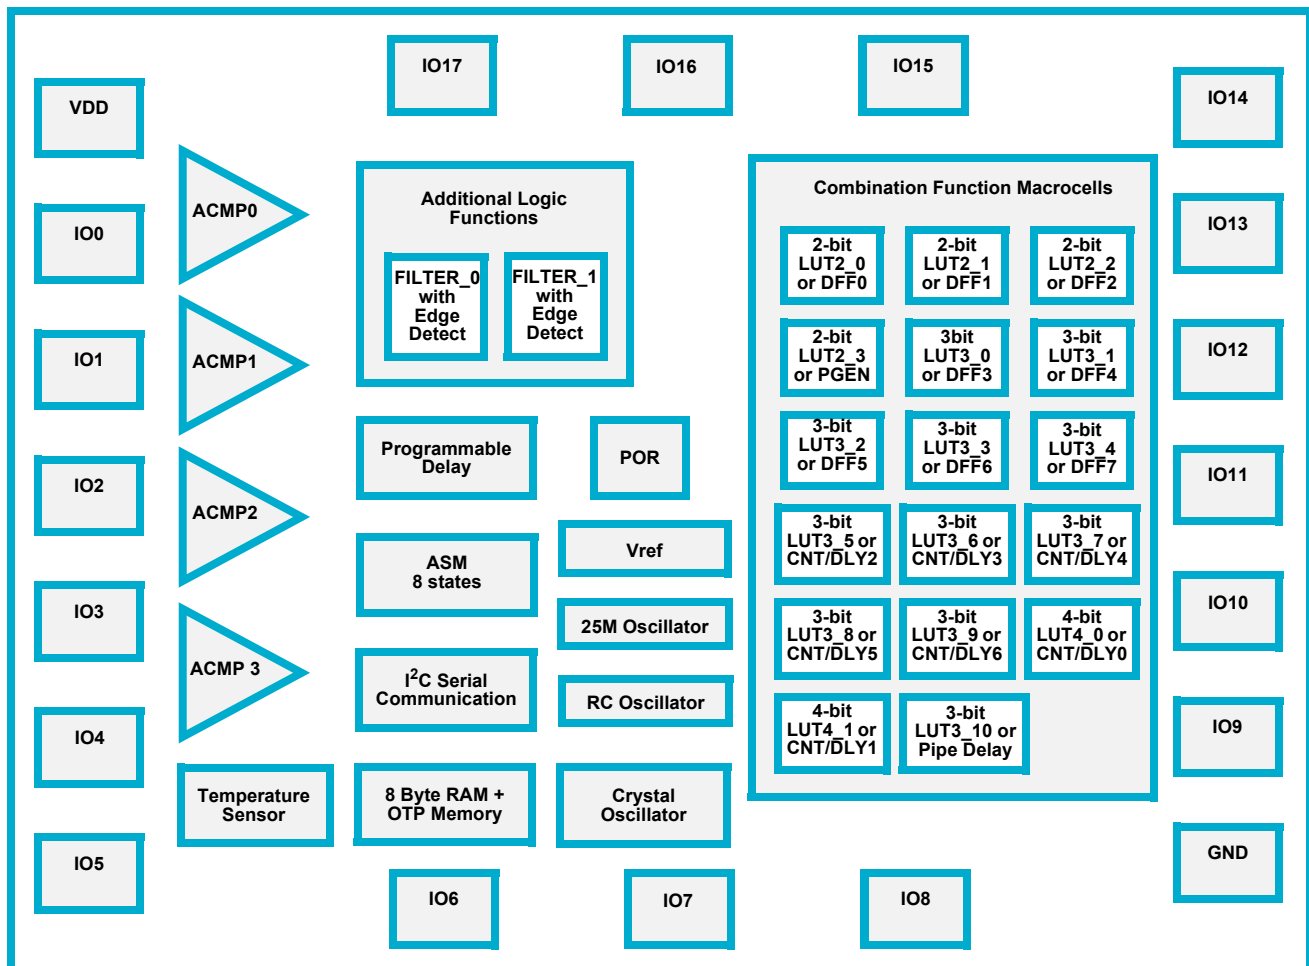 IO17
IO16
IO15
IO14
VDD
ACMP0
Additional Logic
Functions
Combination Function Macrocells
IO0
IO13
FILTER_0
with
Edge
Detect
FILTER_1
with
Edge
Detect
2-bit
LUT2_0
or DFF0
2-bit
LUT2_1
or DFF1
2-bit
LUT2_2
or DFF2
IO1
ACMP1
2-bit
LUT2_3
or PGEN
3bit
LUT3_0
or DFF3
3-bit
LUT3_1
or DFF4
IO12
Programmable
Delay
POR
3-bit
LUT3_2
or DFF5
3-bit
LUT3_3
or DFF6
3-bit
LUT3_4
or DFF7
IO11
IO2
ACMP2
ASM
8 states
Vref
3-bit
LUT3_5 or
CNT/DLY2
3-bit
LUT3_6 or
CNT/DLY3
3-bit
LUT3_7 or
CNT/DLY4
IO3
25M Oscillator
3-bit
LUT3_8 or
CNT/DLY5
3-bit
LUT3_9 or
CNT/DLY6
4-bit
LUT4_0 or
CNT/DLY0
IO10
ACMP 3
I²C Serial
Communication
RC Oscillator
4-bit
LUT4_1 or
CNT/DLY1
3-bit
LUT3_10 or
Pipe Delay
IO4
IO9
Temperature
Sensor
8 Byte RAM +
OTP Memory
Crystal
Oscillator
IO5
GND
IO6
IO7
IO8